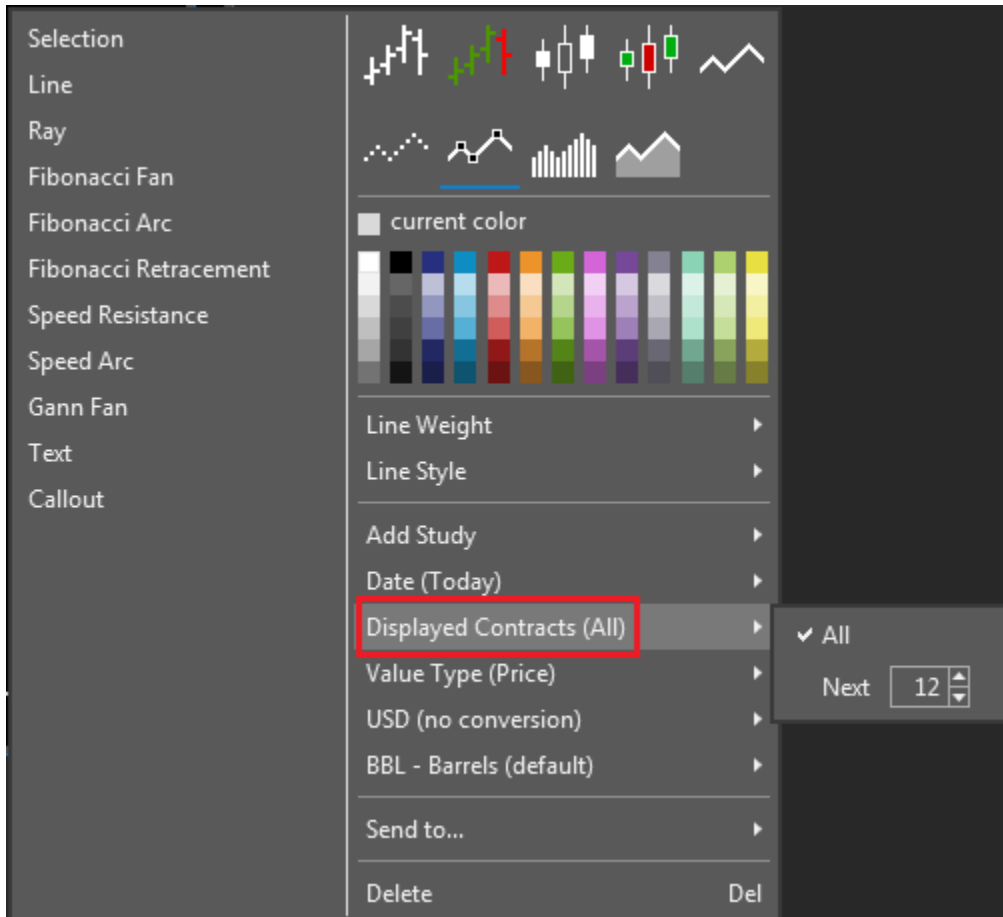 Selection
Line
Ray
Fibonacci Fan
Fibonacci Arc
Fibonacci Retracement
Speed Resistance
Speed Arc
Gann Fan
Text
Callout
current color
Line Weight
Line Style
Add Study
Date (Today)
Displayed Contracts (All)
Value Type (Price)
USD (no conversion)
BBL - Barrels (default)
Send to...
Delete Del
All
Next 12